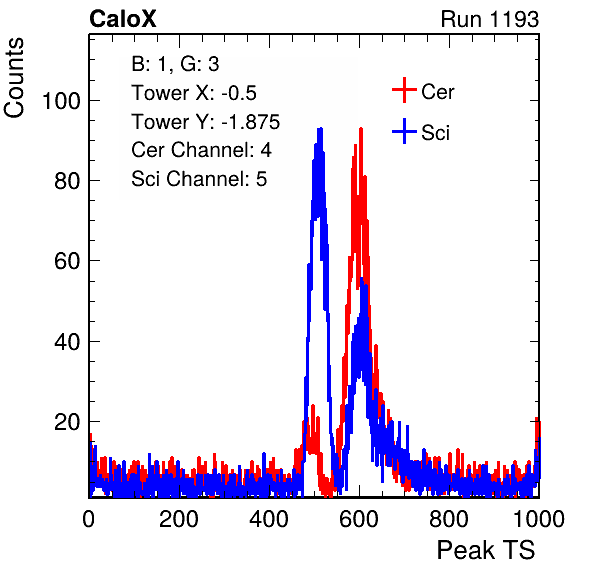 CaloX Run 1193
Counts
B: 1, G: 3
Tower X: -0.5
Tower Y: -1.875
Cer Channel: 4
Sci Channel: 5
Cer
Sci
100
80
60
40
20
0 200 400 600 800 1000
Peak TS